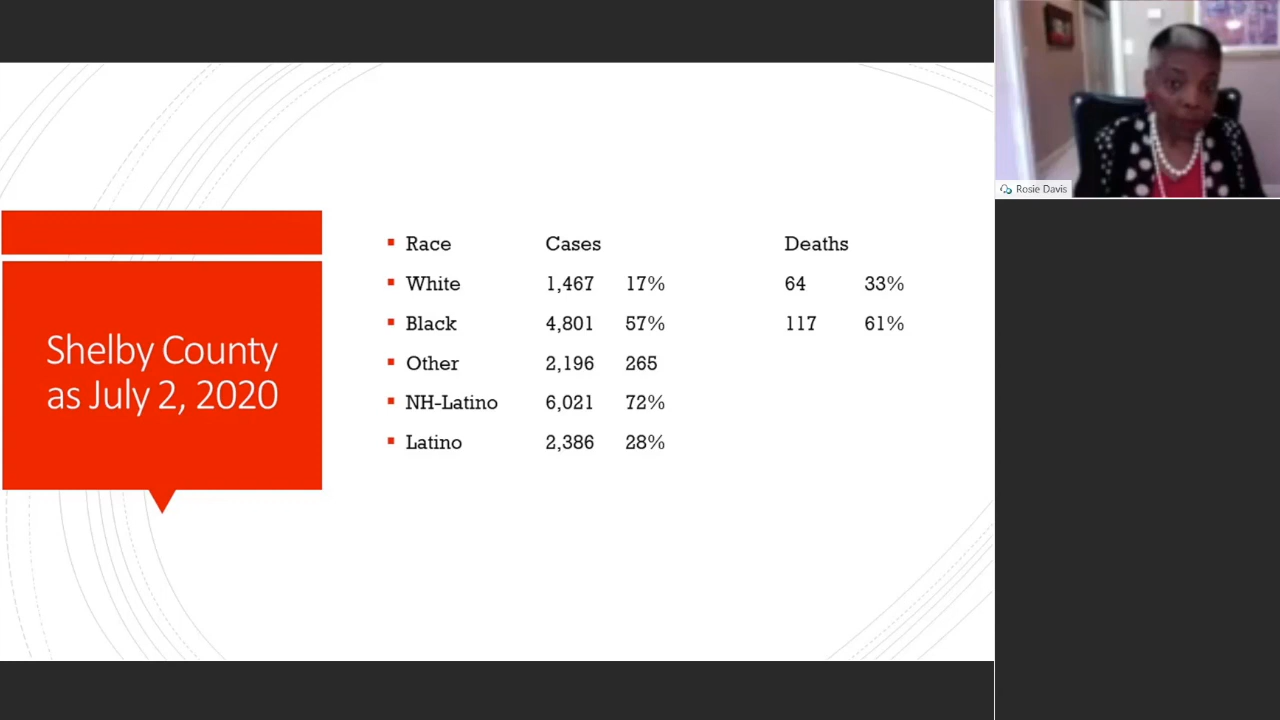 Shelby County
as July 2, 2020
Race Cases Deaths
White 1,467 17% 64 33%
Black 4,801 57% 117 61%
Other 2,196 265
NH-Latino 6,021 72%
Latino 2,386 28%
Rosie Davis